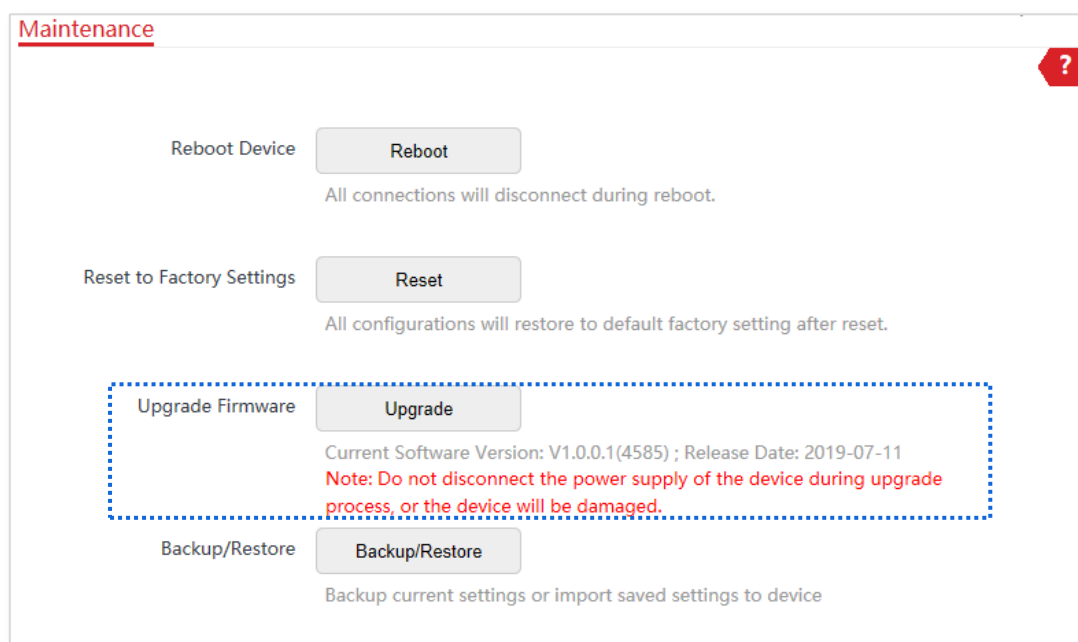 Maintenance
?
Reboot Device
Reboot
All connections will disconnect during reboot.
Reset to Factory Settings
Reset
All configurations will restore to default factory setting after reset.
Upgrade Firmware
Upgrade
Current Software Version: V1.0.0.1(4585) ; Release Date: 2019-07-11
Note: Do not disconnect the power supply of the device during upgrade
process, or the device will be damaged.
Backup/Restore
Backup/Restore
Backup current settings or import saved settings to device